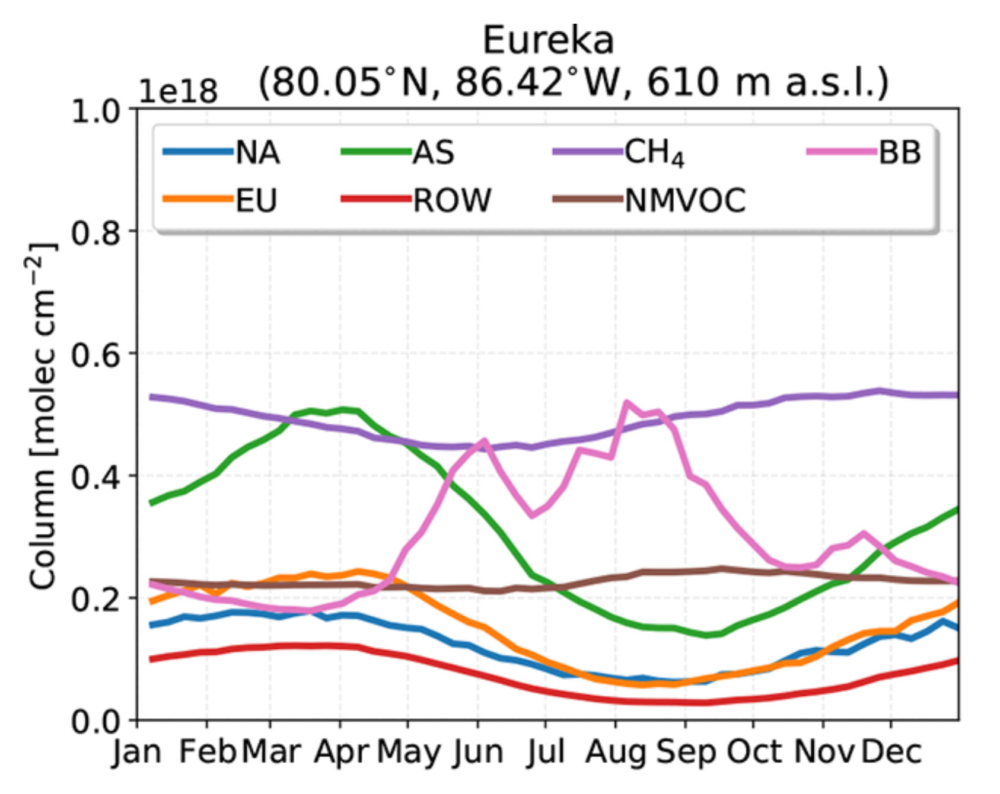 Eureka
(80.05°N, 86.42°W, 610 m a.s.l.)
1e18
1.0
0.8
0.6
0.4
0.2
0.0
Column [molec cm⁻²]
NA AS CH₄ BB
EU ROW NMVOC
Jan Feb Mar Apr May Jun Jul Aug Sep Oct Nov Dec